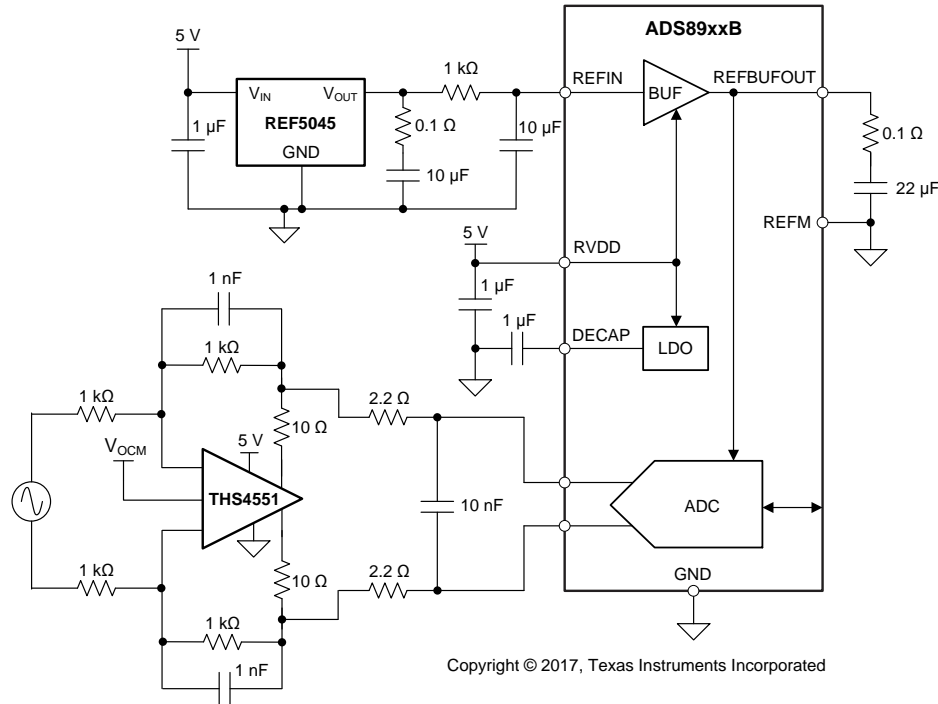 ADS89xxB
5 V
1 kΩ
REFIN
REFBUFOUT
V_IN
V_OUT
BUF
REF5045
1 µF
0.1 Ω
10 µF
0.1 Ω
GND
10 µF
22 µF
REFM
5 V
RVDD
1 nF
1 µF
1 µF
DECAP
LDO
1 kΩ
1 kΩ
2.2 Ω
10 Ω
V_OCM
5 V
THS4551
10 nF
ADC
1 kΩ
10 Ω
2.2 Ω
GND
1 kΩ
1 nF
Copyright © 2017, Texas Instruments Incorporated